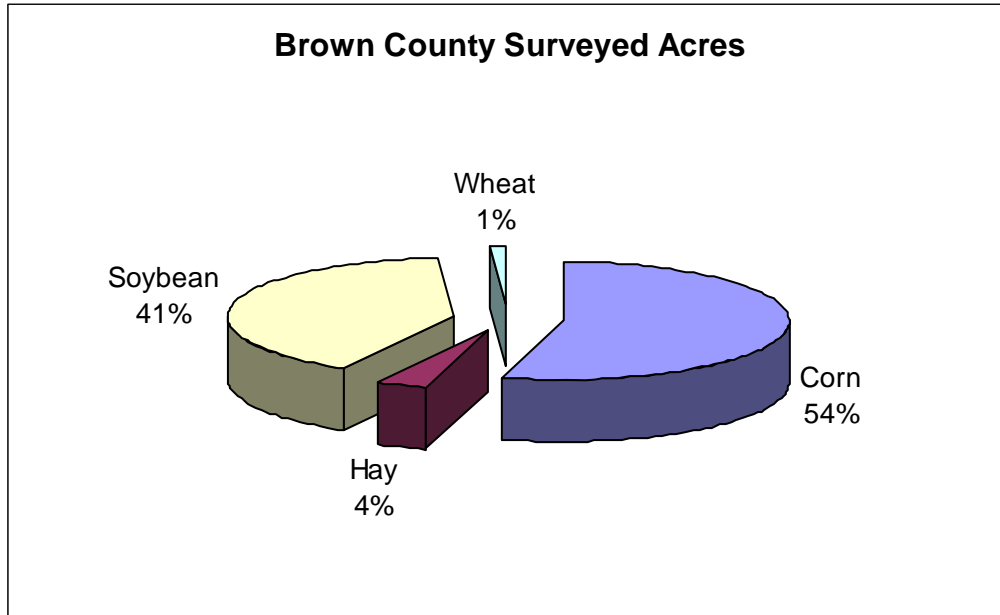 Brown County Surveyed Acres
Wheat
1%
Soybean
41%
Corn
54%
Hay
4%